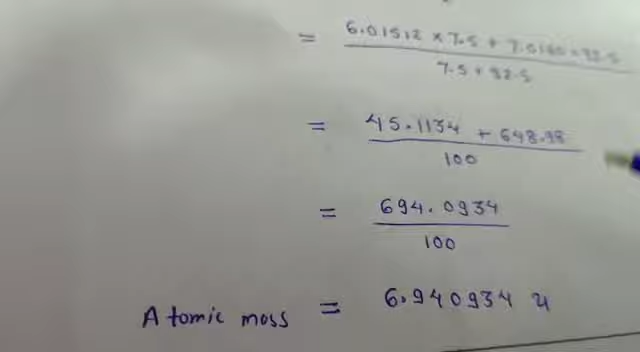 = 6.01512 × 7.5 + 7.0160 × 92.5
7.5 + 92.5
= 45.1134 + 648.98
100
= 694.0934
100
Atomic moss = 6.940934 u